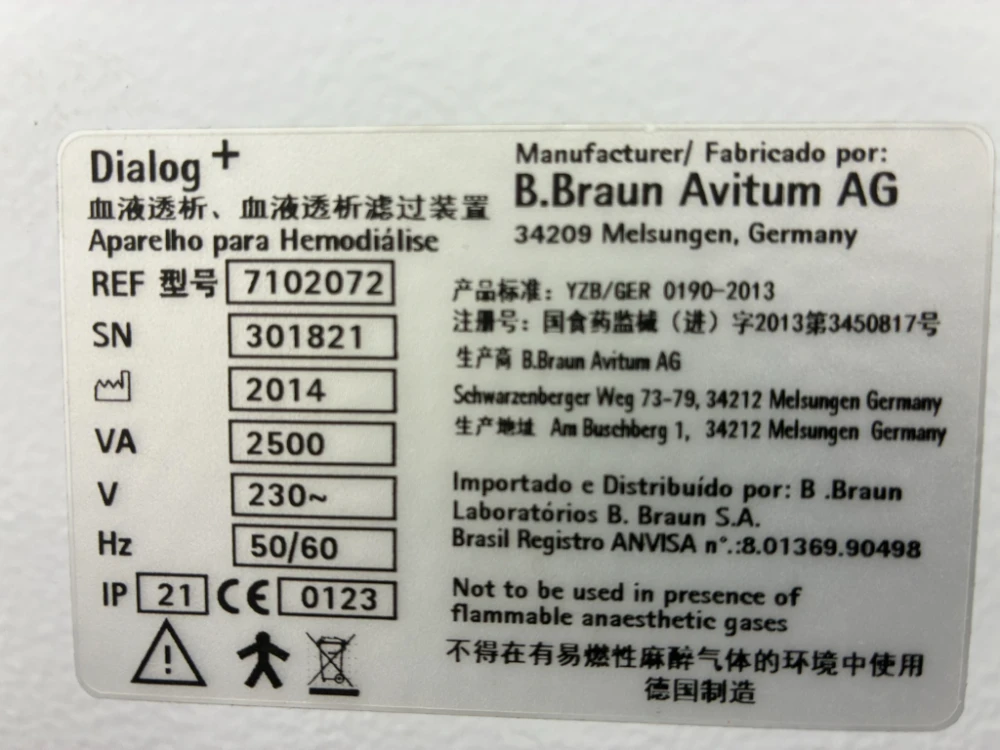 Dialog +
血液透析、血液透析滤过装置
Aparelho para Hemodiálise
REF 型号 7102072
SN 301821
2014
VA 2500
V 230~
Hz 50/60
IP 21 CE 0123
Manufacturer/ Fabricado por:
B.Braun Avitum AG
34209 Melsungen, Germany
产品标准：YZB/GER 0190-2013
注册号：国食药监械（进）字2013第3450817号
生产商 B.Braun Avitum AG
Schwarzenberger Weg 73-79, 34212 Melsungen Germany
生产地址 Am Buschberg 1, 34212 Melsungen Germany
Importado e Distribuído por: B .Braun
Laboratórios B. Braun S.A.
Brasil Registro ANVISA n°.:8.01369.90498
Not to be used in presence of
flammable anaesthetic gases
不得在有易燃性麻醉气体的环境中使用
德国制造